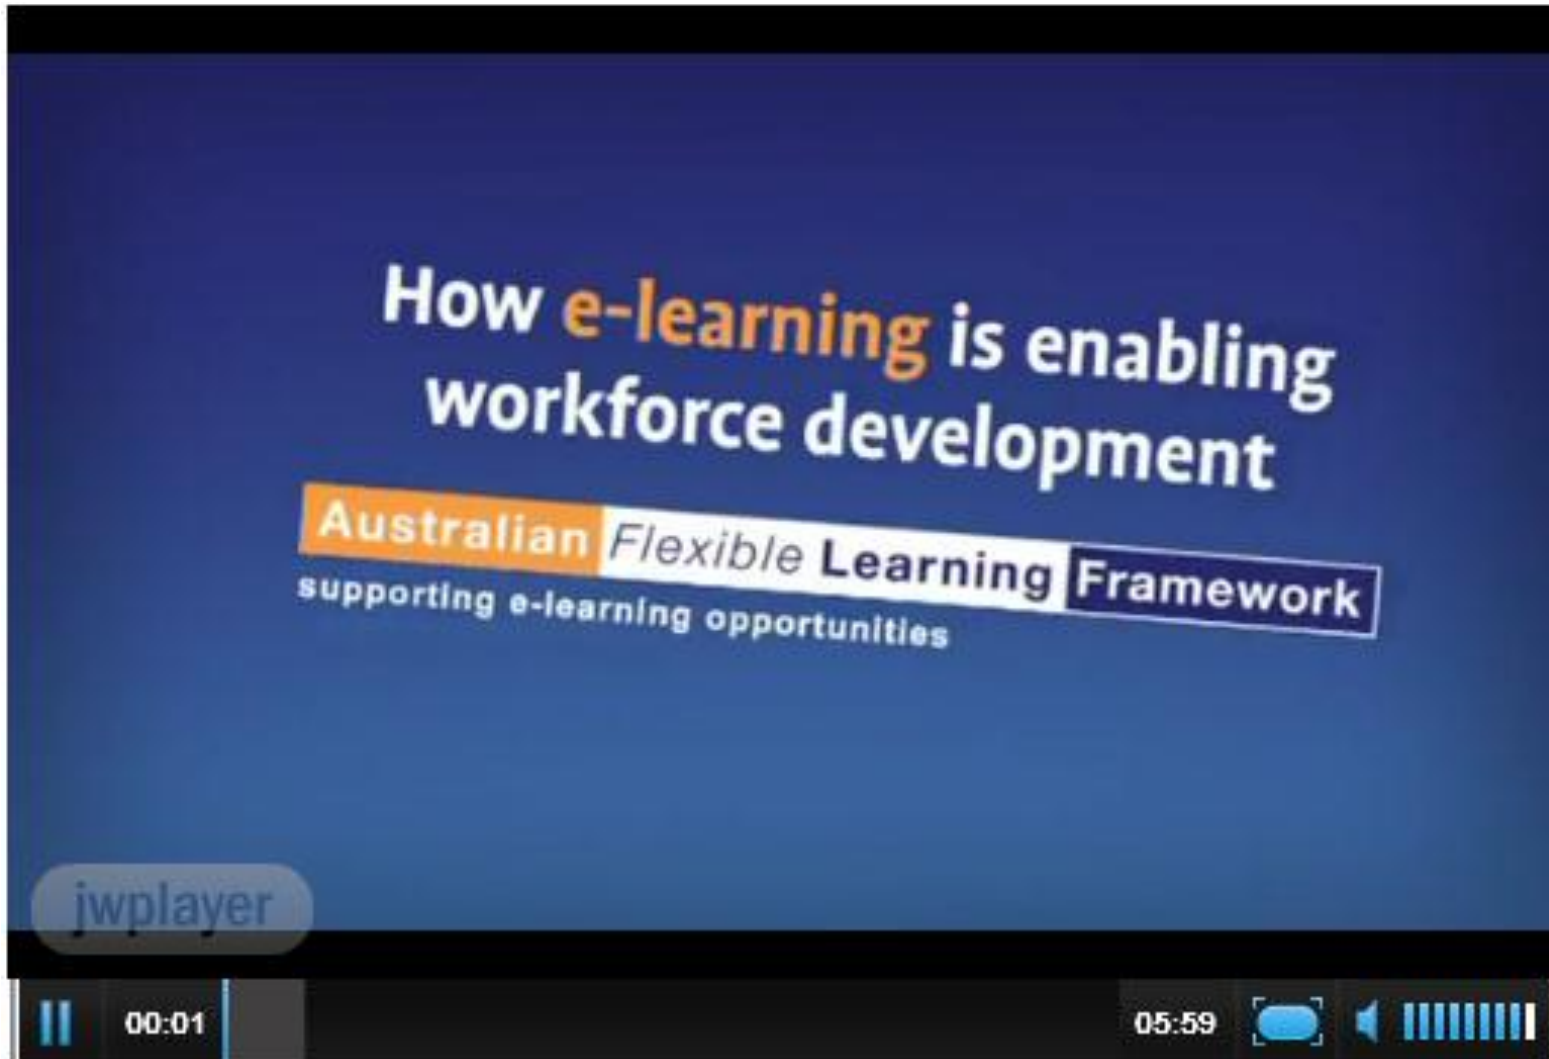 How e-learning is enabling
workforce development
Australian Flexible Learning Framework
supporting e-learning opportunities
jwplayer
00:01 05:59